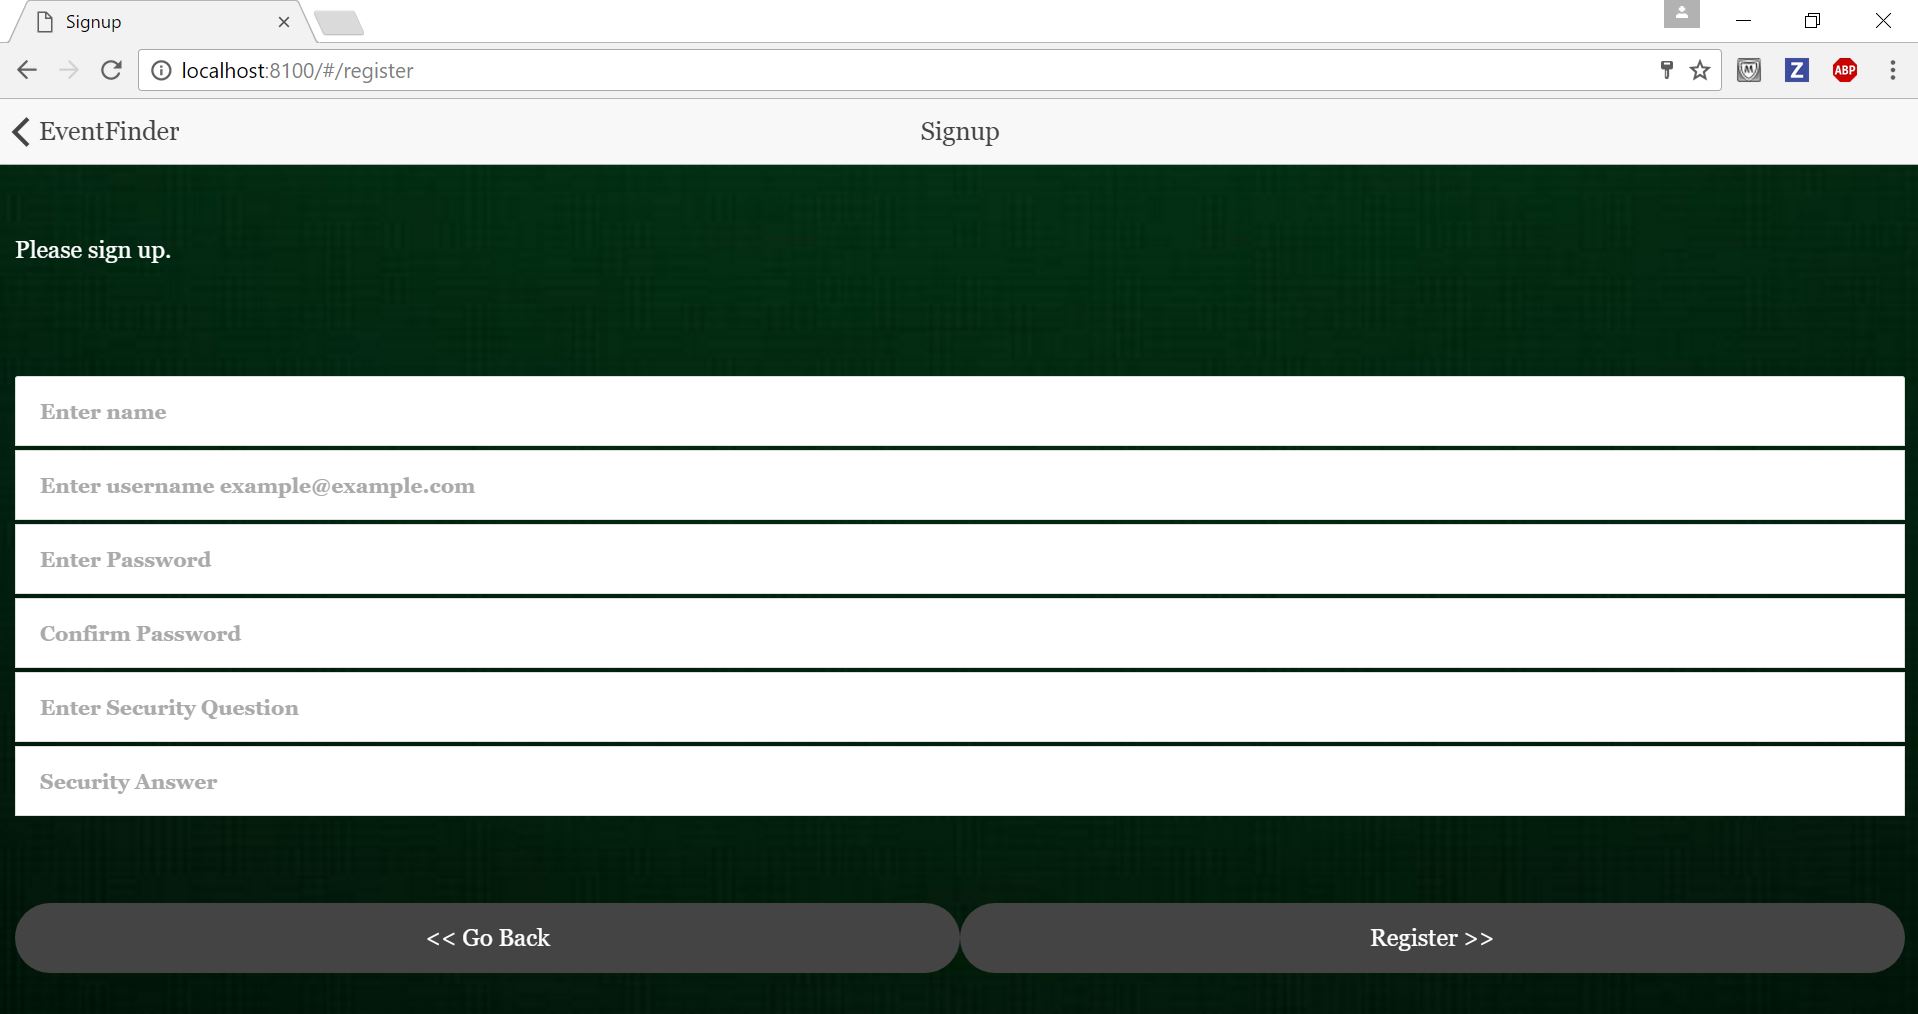 Signup
localhost:8100/#/register
M
Z
ABP
EventFinder
Signup
Please sign up.
Enter name
Enter username example@example.com
Enter Password
Confirm Password
Enter Security Question
Security Answer
<< Go Back
Register >>